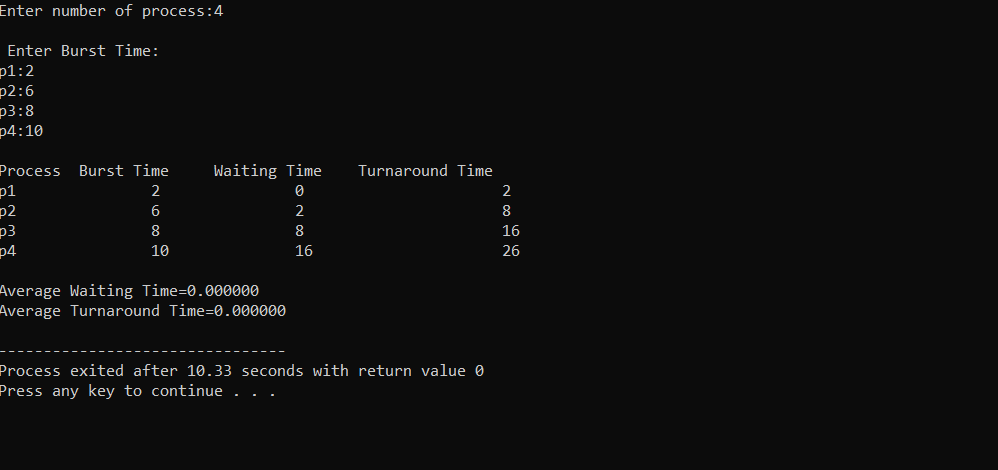 Enter number of process:4
Enter Burst Time:
p1:2
p2:6
p3:8
p4:10
Process  Burst Time     Waiting Time    Turnaround Time
p1               2               0                      2
p2               6               2                      8
p3               8               8                      16
p4               10              16                     26
Average Waiting Time=0.000000
Average Turnaround Time=0.000000
--------------------------------
Process exited after 10.33 seconds with return value 0
Press any key to continue . . .